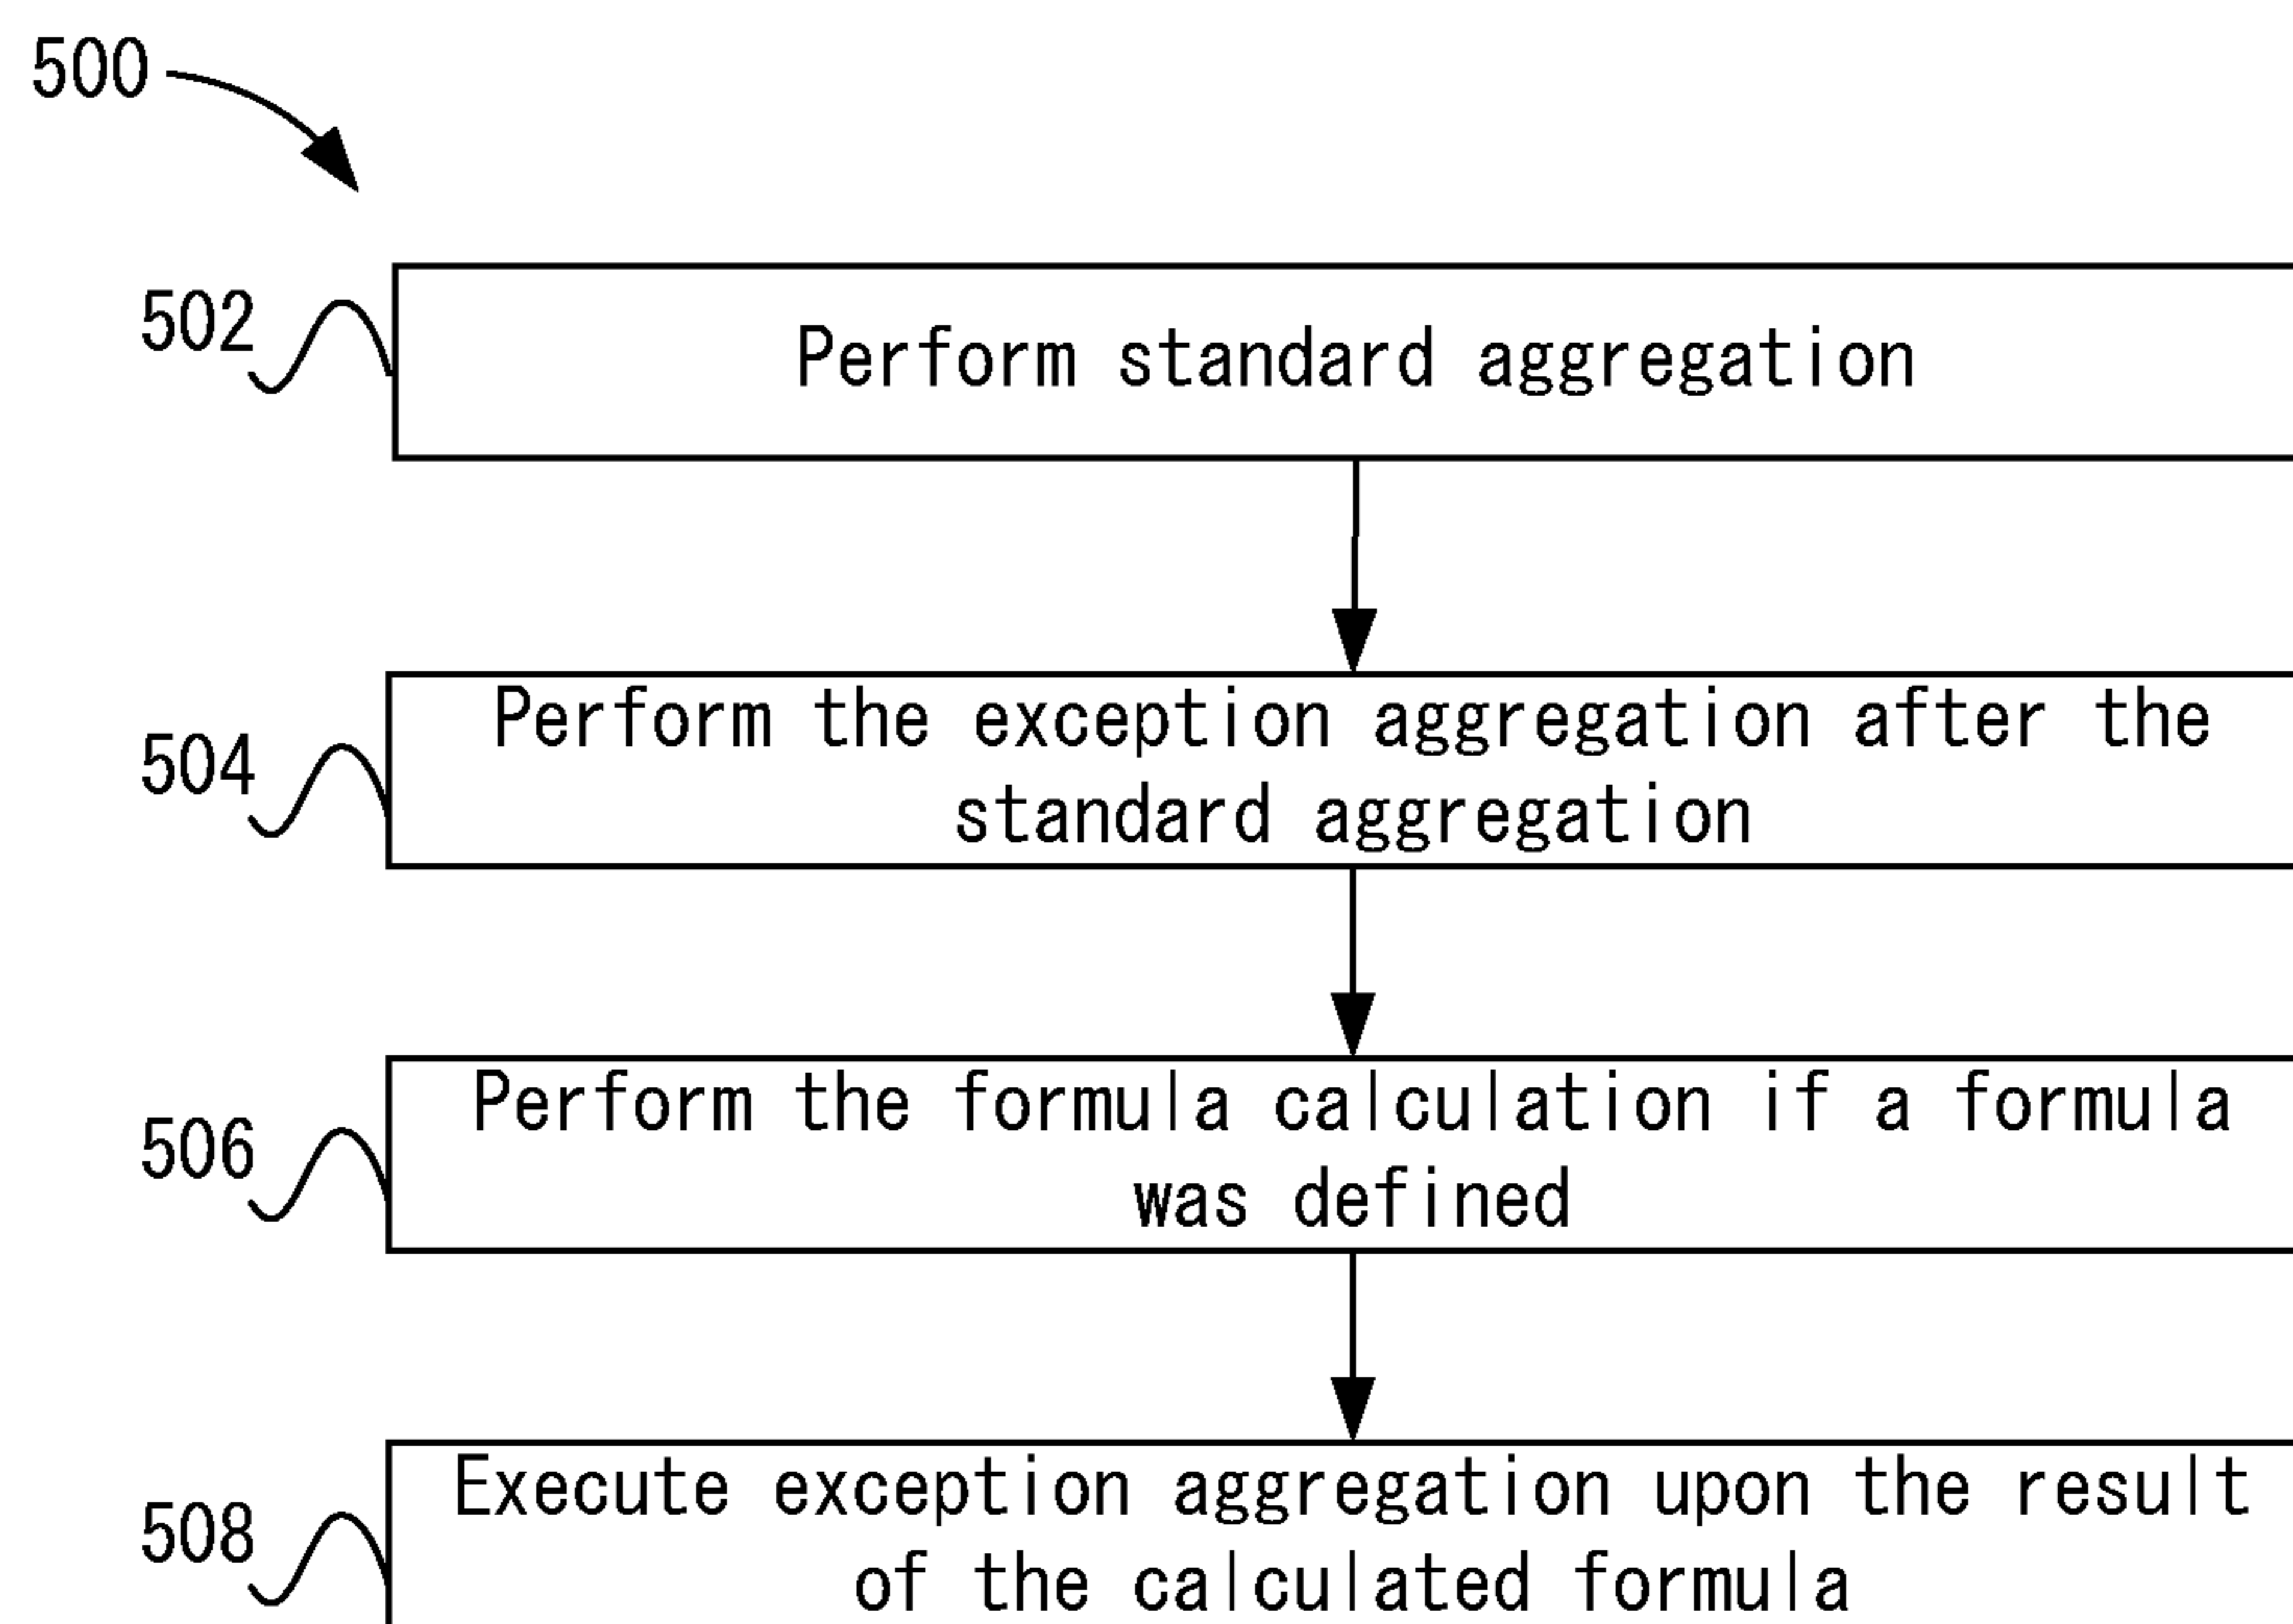 500
502
Perform standard aggregation
504
Perform the exception aggregation after the
standard aggregation
506
Perform the formula calculation if a formula
was defined
508
Execute exception aggregation upon the result
of the calculated formula